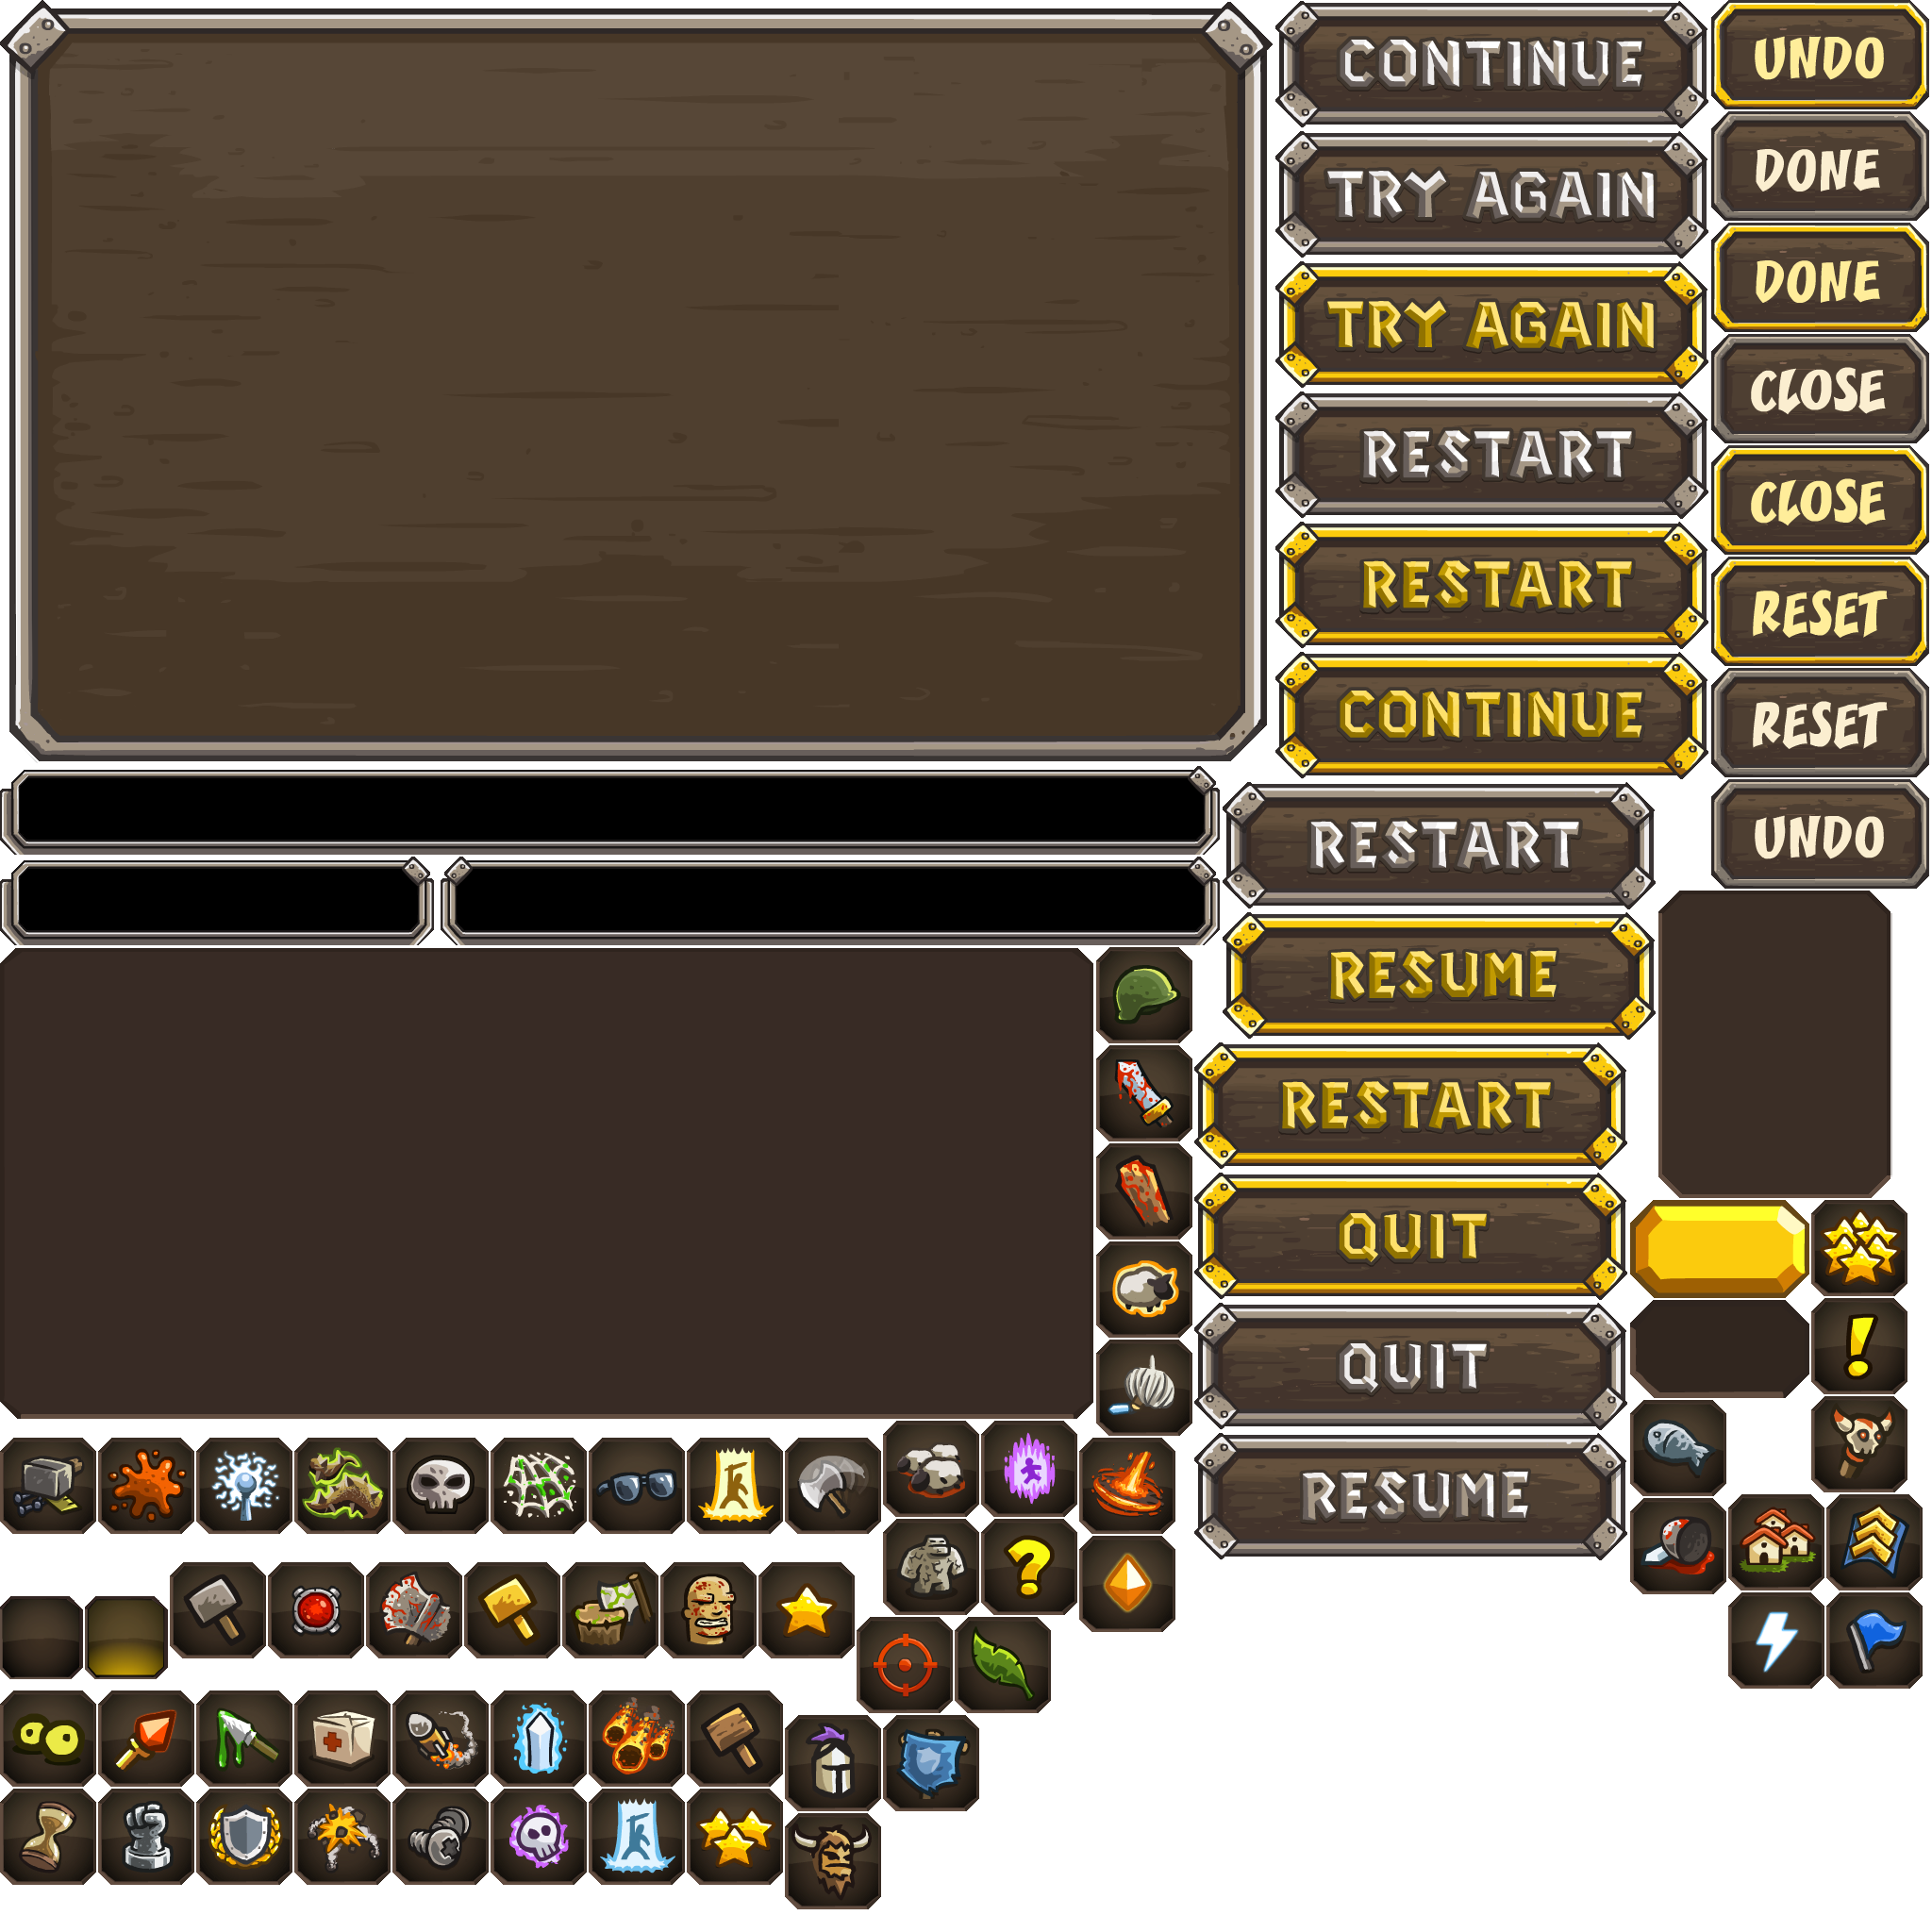 CONTINUE
UNDO
TRY AGAIN
DONE
TRY AGAIN
DONE
RESTART
CLOSE
RESTART
CLOSE
CONTINUE
RESET
RESET
RESTART
UNDO
RESUME
RESTART
QUIT
!
QUIT
RESUME
?